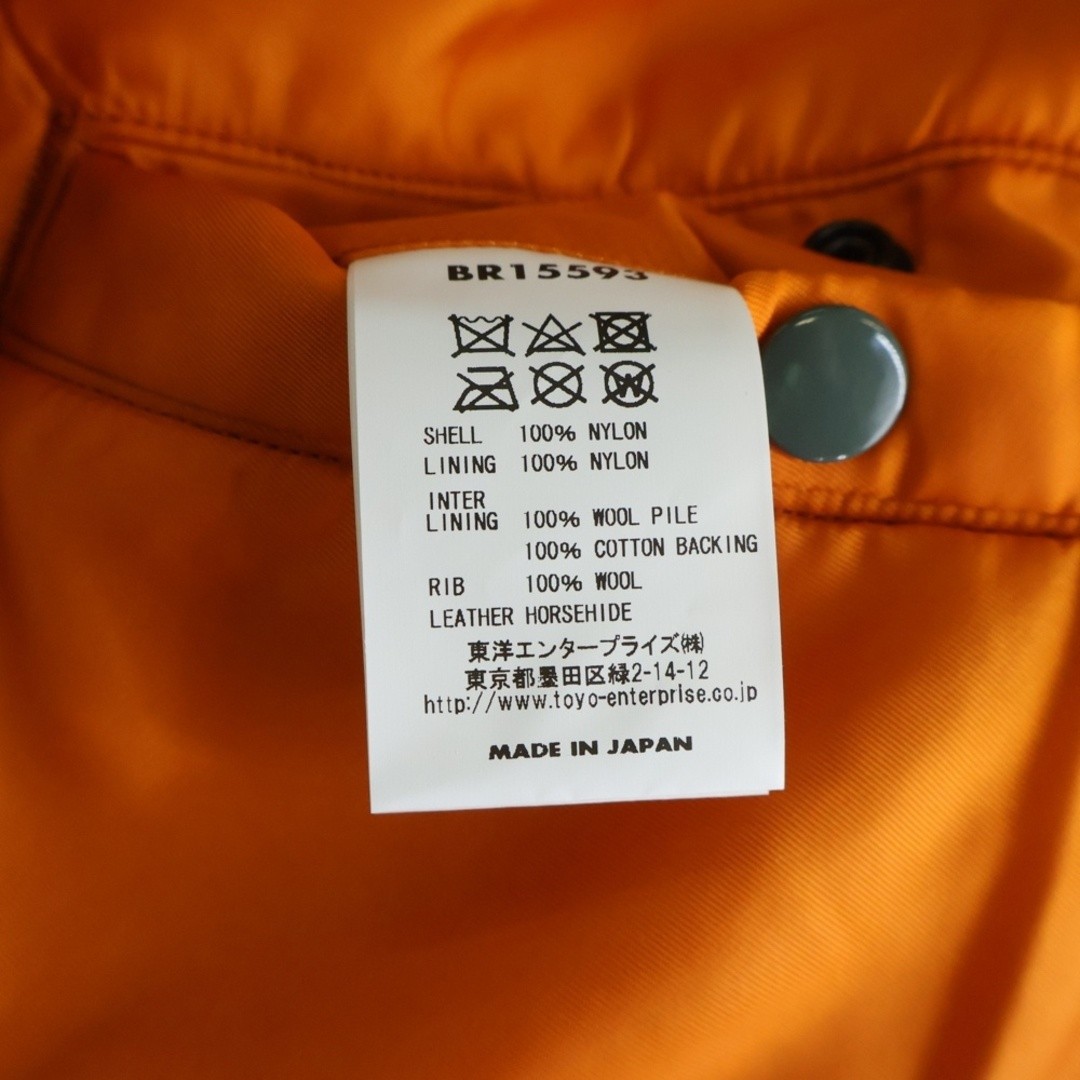 BR15593
W
SHELL 100% NYLON
LINING 100% NYLON
INTER
LINING 100% WOOL PILE
100% COTTON BACKING
RIB 100% WOOL
LEATHER HORSEHIDE
東洋エンタープライズ㈱
東京都墨田区緑2-14-12
http://www.toyo-enterprise.co.jp
MADE IN JAPAN